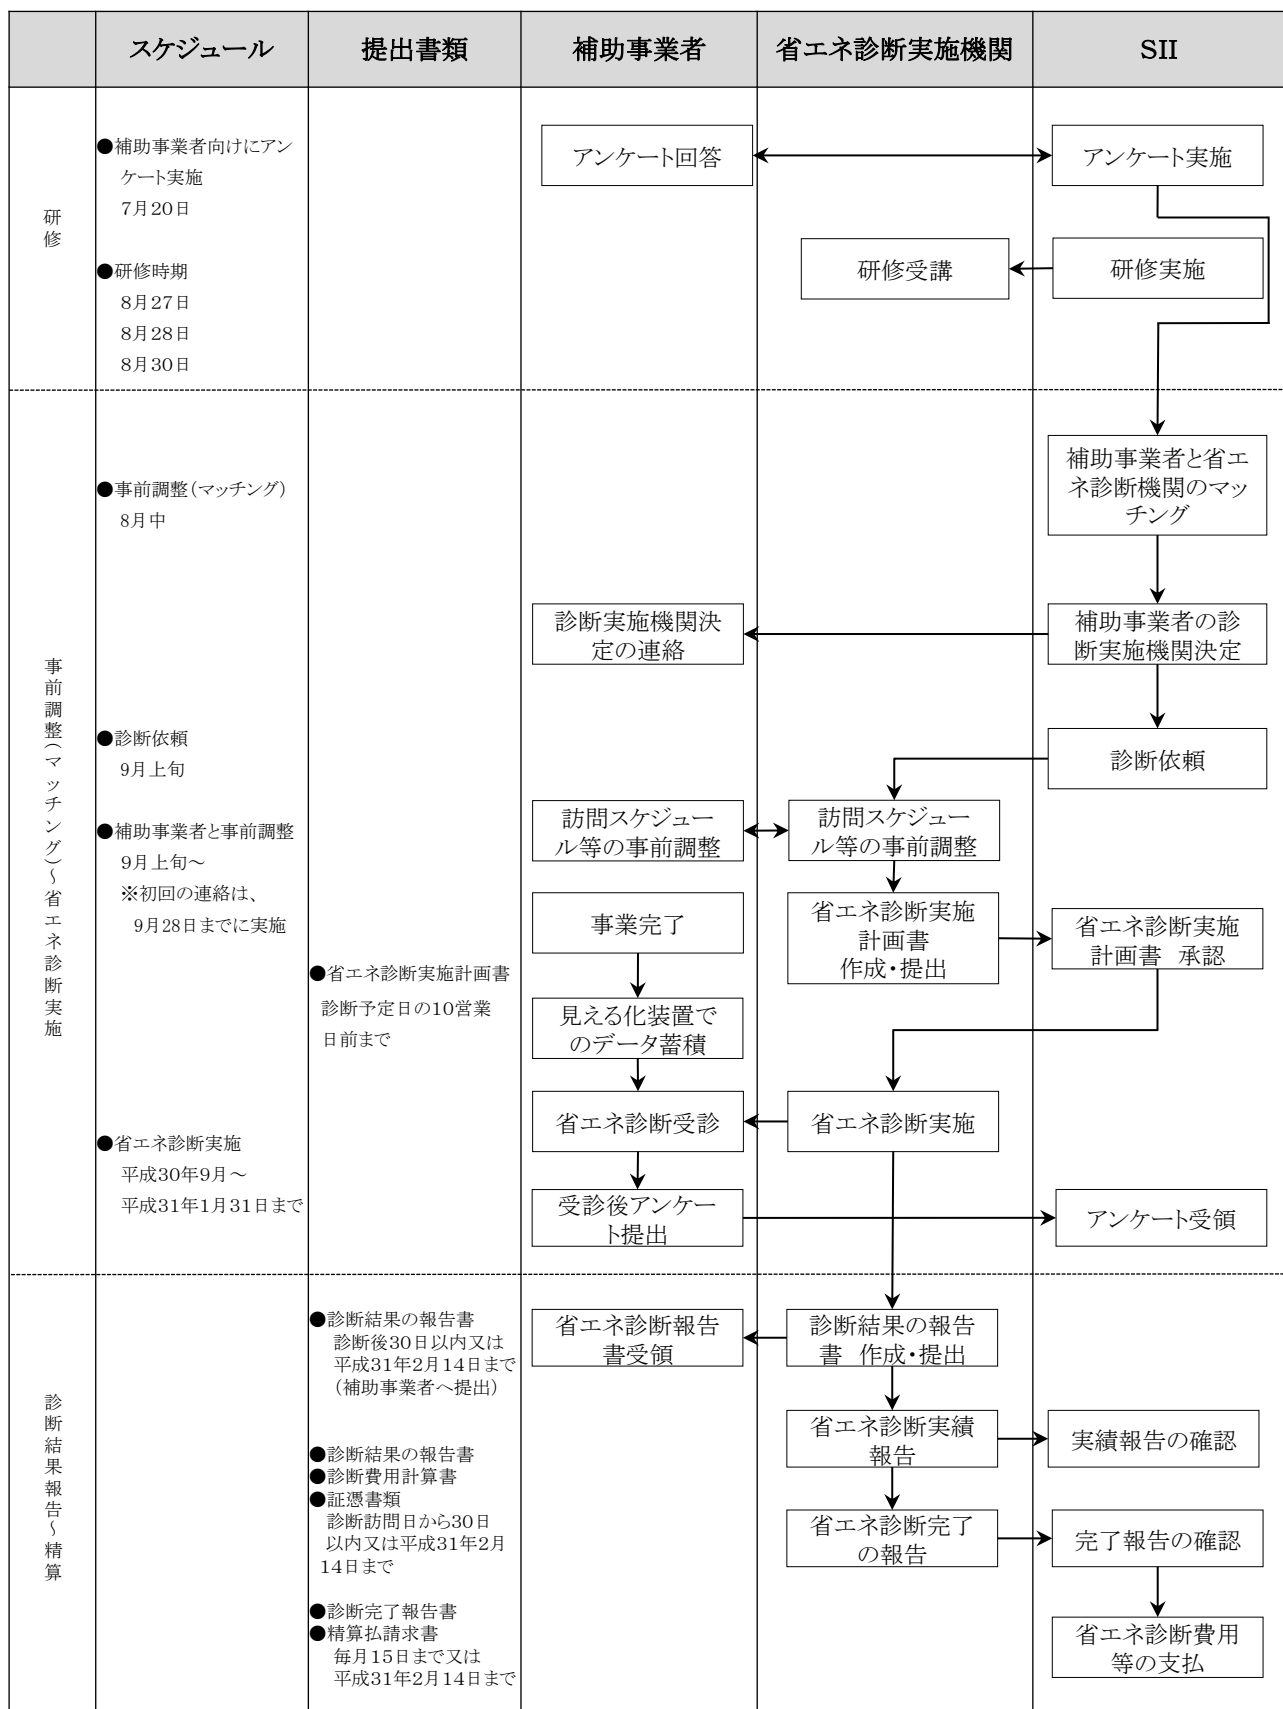 スケジュール
提出書類
補助事業者
省エネ診断実施機関
SII
研修
●補助事業者向けにアン
ケート実施
7月20日
●研修時期
8月27日
8月28日
8月30日
アンケート回答
アンケート実施
研修受講
研修実施
事前調整(マッチング)～省エネ診断実施
●事前調整(マッチング)
8月中
●診断依頼
9月上旬
●補助事業者と事前調整
9月上旬～
※初回の連絡は、
9月28日までに実施
●省エネ診断実施
平成30年9月～
平成31年1月31日まで
●省エネ診断実施計画書
診断予定日の10営業
日前まで
補助事業者と省エ
ネ診断機関のマッ
チング
診断実施機関決
定の連絡
補助事業者の診
断実施機関決定
診断依頼
訪問スケジュー
ル等の事前調整
訪問スケジュー
ル等の事前調整
事業完了
省エネ診断実施
計画書
作成・提出
省エネ診断実施
計画書 承認
見える化装置で
のデータ蓄積
省エネ診断受診
省エネ診断実施
受診後アンケー
ト提出
アンケート受領
診断結果報告～精算
●診断結果の報告書
診断後30日以内又は
平成31年2月14日まで
(補助事業者へ提出)
●診断結果の報告書
●診断費用計算書
●証憑書類
診断訪問日から30日
以内又は平成31年2月
14日まで
●診断完了報告書
●精算払請求書
毎月15日まで又は
平成31年2月14日まで
省エネ診断報告
書受領
診断結果の報告
書 作成・提出
省エネ診断実績
報告
実績報告の確認
省エネ診断完了
の報告
完了報告の確認
省エネ診断費用
等の支払